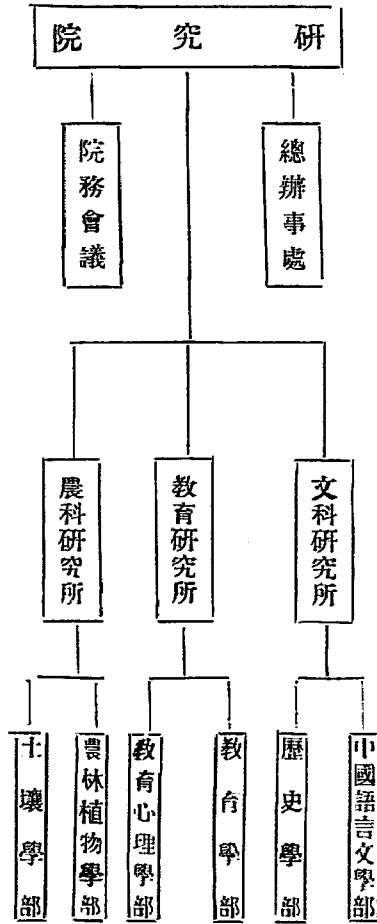 研究院
總辦事處
院務會議
文科研究所
教育研究所
農科研究所
中國語言文學部
歷史學部
教育學部
教育心理學部
農林植物學部
土壤學部